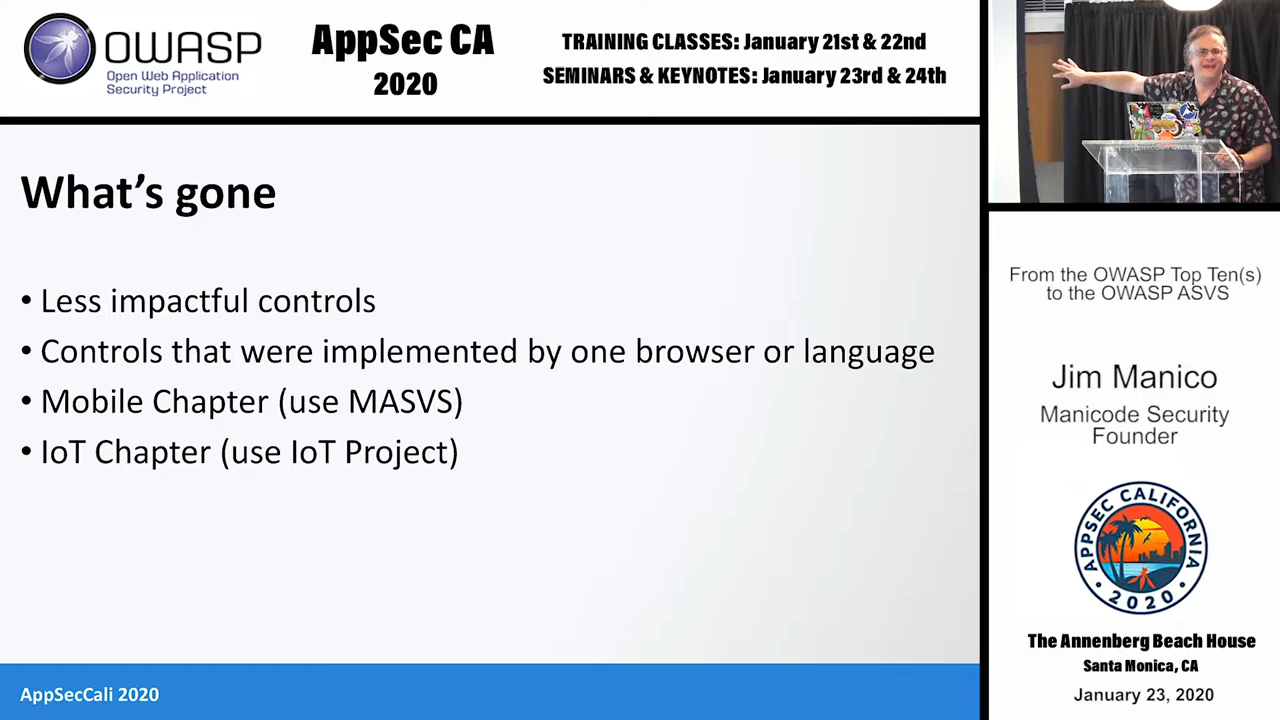 OWASP
Open Web Application
Security Project
AppSec CA
2020
TRAINING CLASSES: January 21st & 22nd
SEMINARS & KEYNOTES: January 23rd & 24th
What's gone
• Less impactful controls
• Controls that were implemented by one browser or language
• Mobile Chapter (use MASVS)
• IoT Chapter (use IoT Project)
AppSecCali 2020
From the OWASP Top Ten(s)
to the OWASP ASVS
Jim Manico
Manicode Security
Founder
APPSEC CALIFORNIA
• 2020 •
The Annenberg Beach House
Santa Monica, CA
January 23, 2020